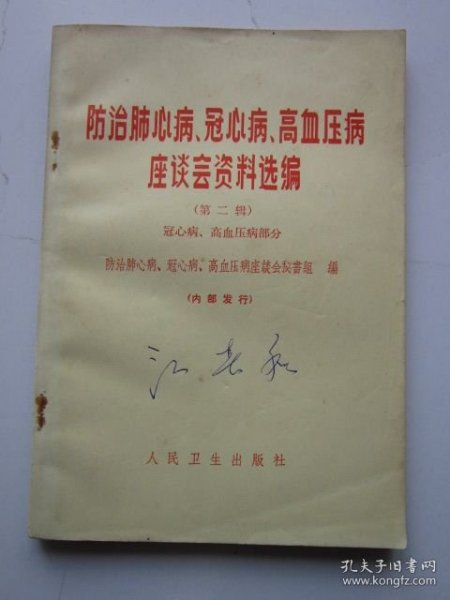 防治肺心病、冠心病、高血压病
座谈会资料选编
(第二辑)
冠心病、高血压病部分
防治肺心病、冠心病、高血压病座谈会秘书组 编
(内部发行)
人民卫生出版社
孔夫子旧书网
www.kongfz.com